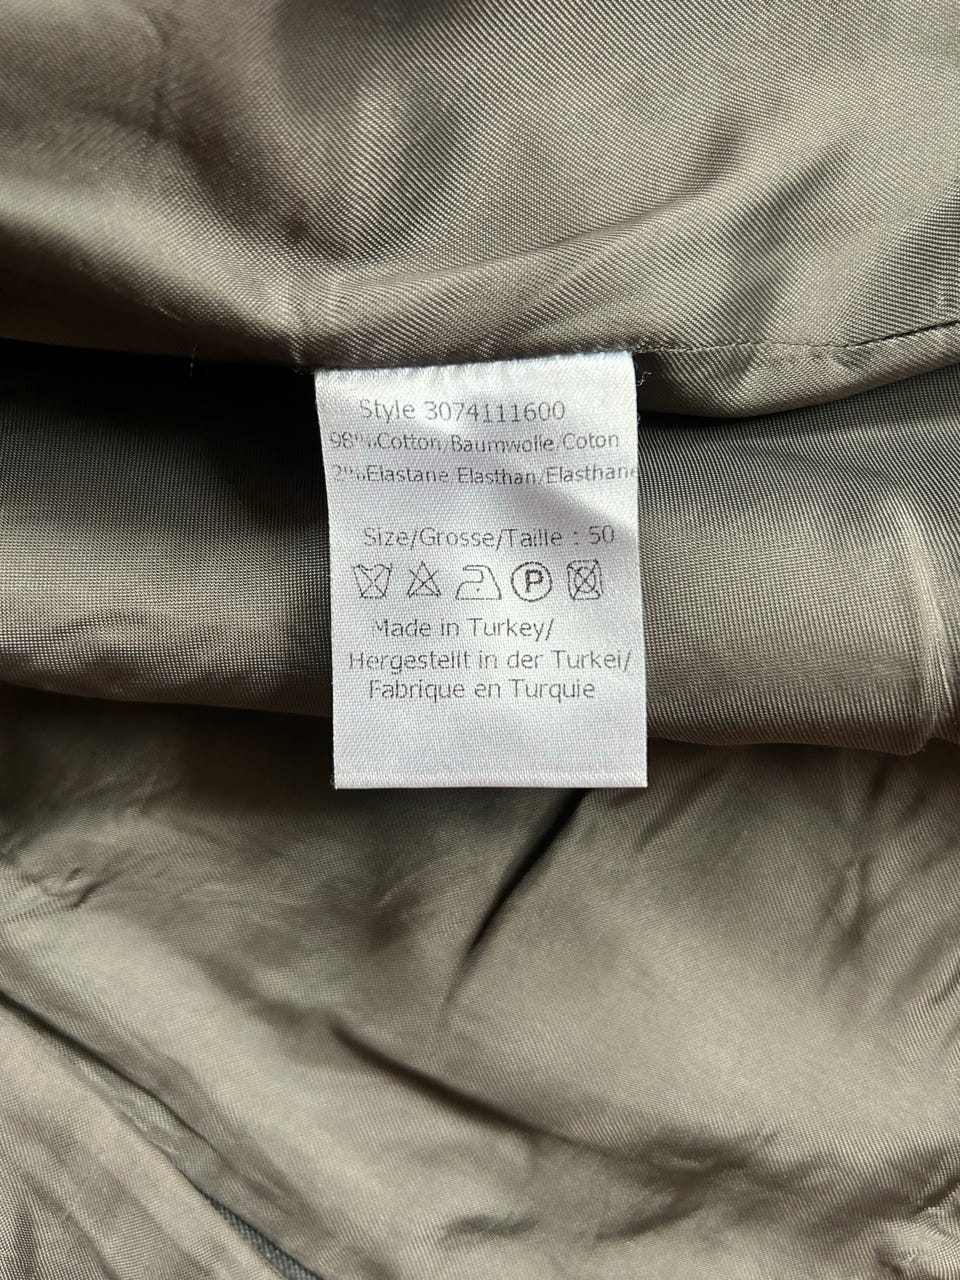 Style 3074111600
98% Cotton/Baumwolle/Coton
2% Elastane/Elasthan/Elasthane
Size/Grosse/Taille : 50
P
Made in Turkey/
Hergestellt in der Turkei/
Fabrique en Turquie